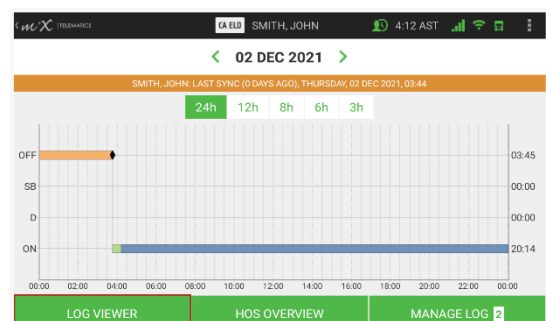 miX | TELEMATICS CA ELD SMITH, JOHN 4:12 AST
02 DEC 2021
SMITH, JOHN: LAST SYNC (0 DAYS AGO), THURSDAY, 02 DEC 2021, 03:44
24h 12h 8h 6h 3h
OFF 03:45
SB 00:00
D 00:00
ON 20:14
00:00 02:00 04:00 06:00 08:00 10:00 12:00 14:00 16:00 18:00 20:00 22:00 00:00
LOG VIEWER HOS OVERVIEW MANAGE LOG 2